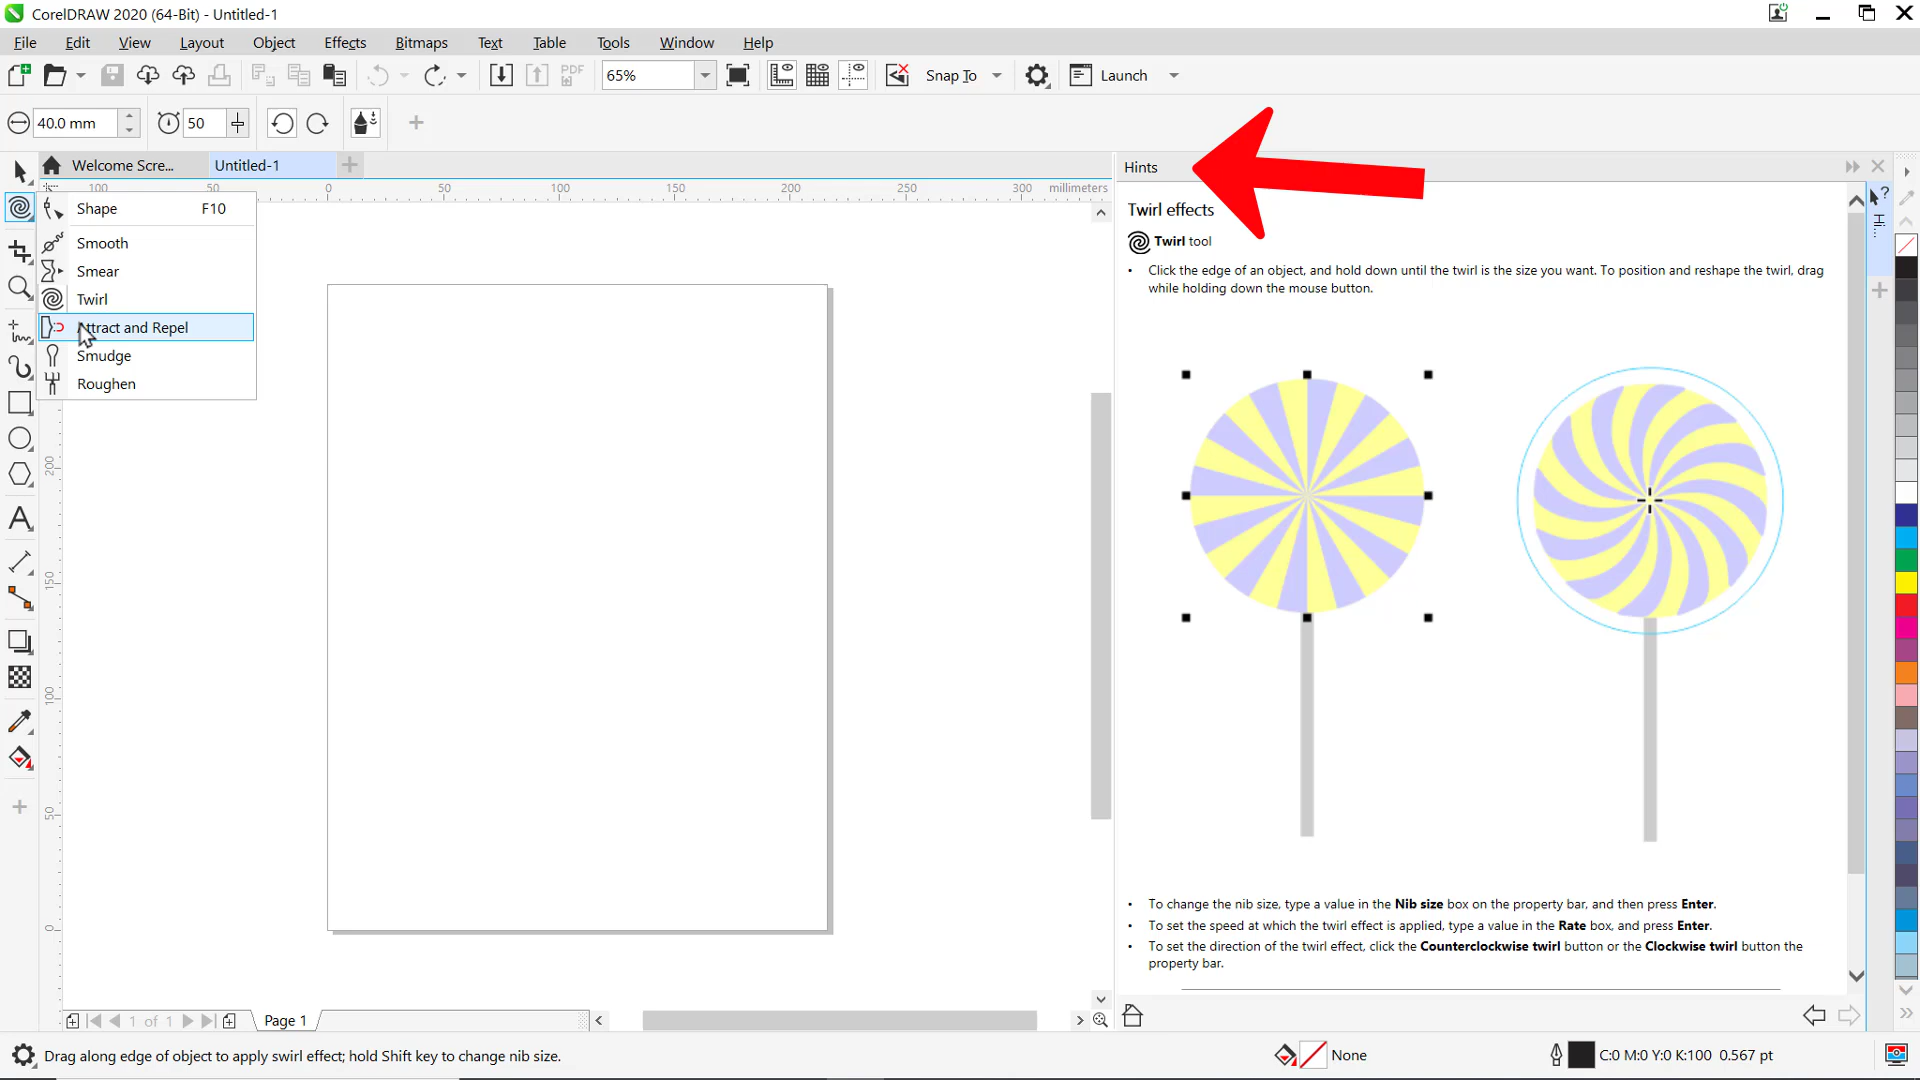 CorelDRAW 2020 (64-Bit) - Untitled-1
File Edit View Layout Object Effects Bitmaps Text Table Tools Window Help
PDF 65% Snap To Launch
40.0 mm 50
Welcome Scre... Untitled-1
Hints
100 50 0 50 100 150 200 250 300 millimeters
Shape F10
Smooth
Smear
Twirl
Attract and Repel
Smudge
Roughen
Twirl effects
Twirl tool
• Click the edge of an object, and hold down until the twirl is the size you want. To position and reshape the twirl, drag
while holding down the mouse button.
200
150
100
50
0
• To change the nib size, type a value in the Nib size box on the property bar, and then press Enter.
• To set the speed at which the twirl effect is applied, type a value in the Rate box, and press Enter.
• To set the direction of the twirl effect, click the Counterclockwise twirl button or the Clockwise twirl button the
property bar.
1 of 1 Page 1
Drag along edge of object to apply swirl effect; hold Shift key to change nib size.
None
C:0 M:0 Y:0 K:100 0.567 pt